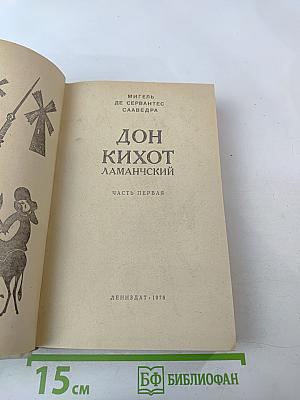 МИГЕЛЬ
ДЕ СЕРВАНТЕС
СААВЕДРА
ДОН
КИХОТ
ЛАМАНЧСКИЙ
ЧАСТЬ ПЕРВАЯ
ЛЕНИЗДАТ · 1978
15 см
БФ БИБЛИОФАН